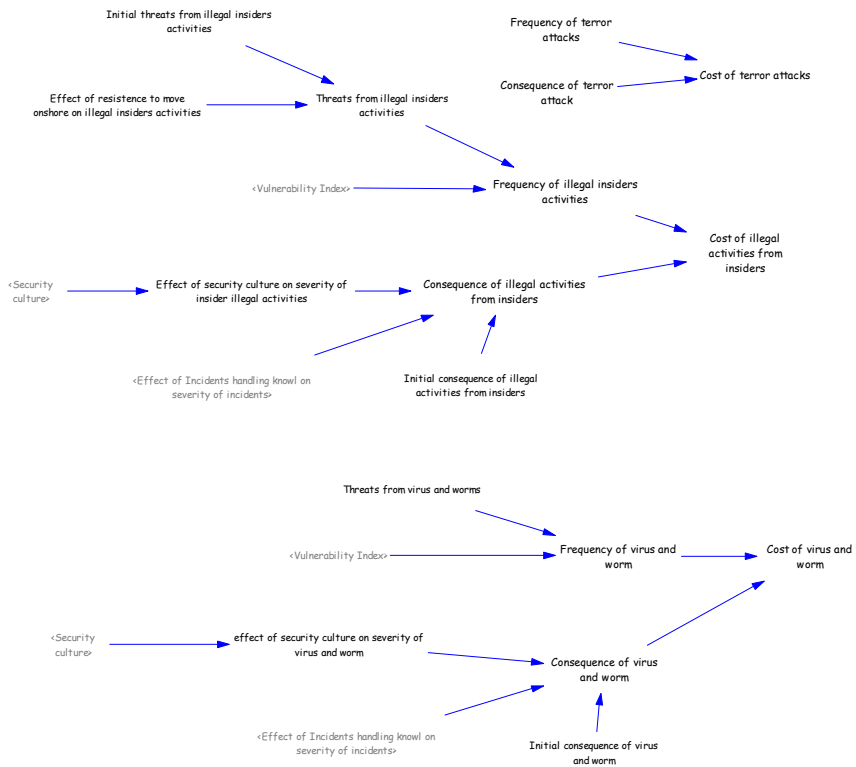 Initial threats from illegal insiders
activities
Frequency of terror
attacks
Cost of terror attacks
Consequence of terror
attack
Effect of resistence to move
onshore on illegal insiders activities
Threats from illegal insiders
activities
<Vulnerability Index>
Frequency of illegal insiders
activities
Cost of illegal
activities from
insiders
<Security
culture>
Effect of security culture on severity of
insider illegal activities
Consequence of illegal activities
from insiders
<Effect of Incidents handling knowl on
severity of incidents>
Initial consequence of illegal
activities from insiders
Threats from virus and worms
<Vulnerability Index>
Frequency of virus and
worm
Cost of virus and
worm
<Security
culture>
effect of security culture on severity of
virus and worm
Consequence of virus
and worm
<Effect of Incidents handling knowl on
severity of incidents>
Initial consequence of virus
and worm